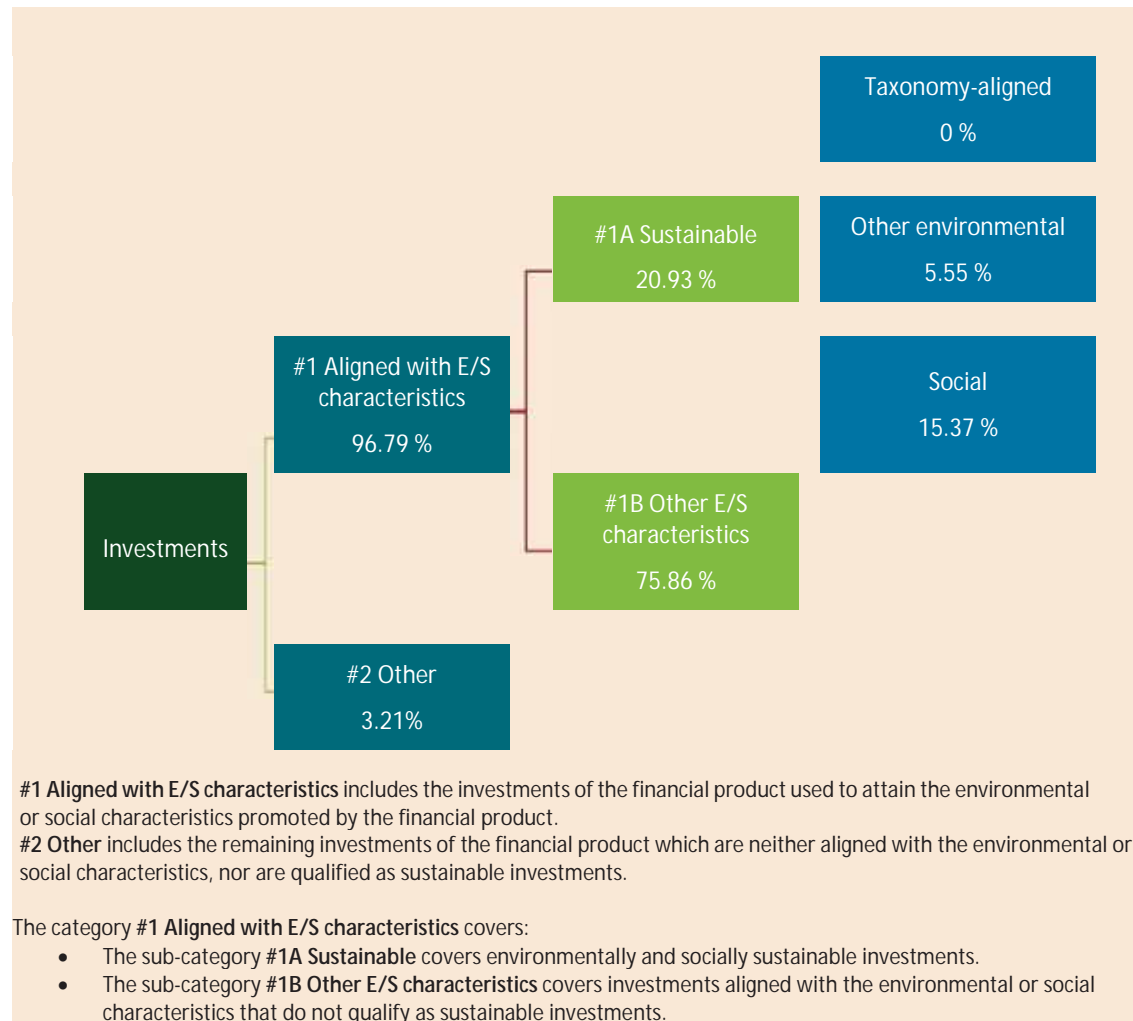 Taxonomy-aligned
0 %
#1A Sustainable
20.93 %
Other environmental
5.55 %
#1 Aligned with E/S
characteristics
96.79 %
Social
15.37 %
Investments
#1B Other E/S
characteristics
75.86 %
#2 Other
3.21%
#1 Aligned with E/S characteristics includes the investments of the financial product used to attain the environmental
or social characteristics promoted by the financial product.
#2 Other includes the remaining investments of the financial product which are neither aligned with the environmental or
social characteristics, nor are qualified as sustainable investments.
The category #1 Aligned with E/S characteristics covers:
• The sub-category #1A Sustainable covers environmentally and socially sustainable investments.
• The sub-category #1B Other E/S characteristics covers investments aligned with the environmental or social
characteristics that do not qualify as sustainable investments.